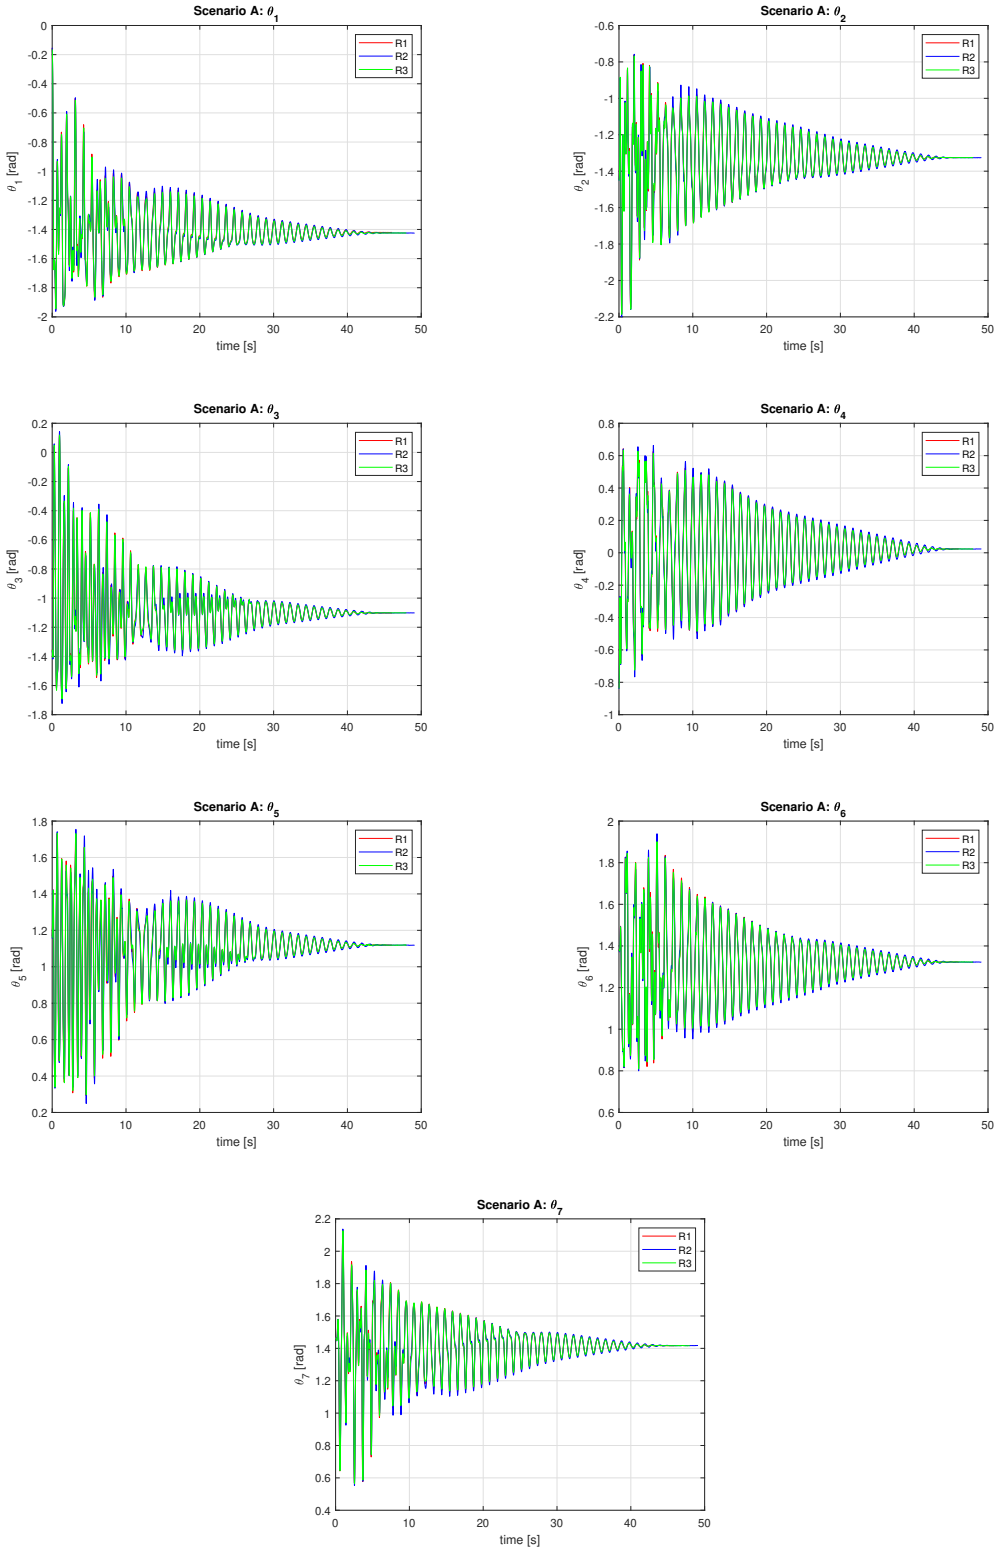 Scenario A: θ1
Scenario A: θ2
0
-0.2
-0.4
-0.6
-0.8
-1
-1.2
-1.4
-1.6
-1.8
-2
θ1 [rad]
R1
R2
R3
0 10 20 30 40 50
time [s]
-0.6
-0.8
-1
-1.2
-1.4
-1.6
-1.8
-2
-2.2
θ2 [rad]
R1
R2
R3
0 10 20 30 40 50
time [s]
Scenario A: θ3
Scenario A: θ4
0.2
0
-0.2
-0.4
-0.6
-0.8
-1
-1.2
-1.4
-1.6
-1.8
θ3 [rad]
R1
R2
R3
0 10 20 30 40 50
time [s]
0.8
0.6
0.4
0.2
0
-0.2
-0.4
-0.6
-0.8
-1
θ4 [rad]
R1
R2
R3
0 10 20 30 40 50
time [s]
Scenario A: θ5
Scenario A: θ6
1.8
1.6
1.4
1.2
1
0.8
0.6
0.4
0.2
θ5 [rad]
R1
R2
R3
0 10 20 30 40 50
time [s]
2
1.8
1.6
1.4
1.2
1
0.8
0.6
θ6 [rad]
R1
R2
R3
0 10 20 30 40 50
time [s]
Scenario A: θ7
2.2
2
1.8
1.6
1.4
1.2
1
0.8
0.6
0.4
θ7 [rad]
R1
R2
R3
0 10 20 30 40 50
time [s]